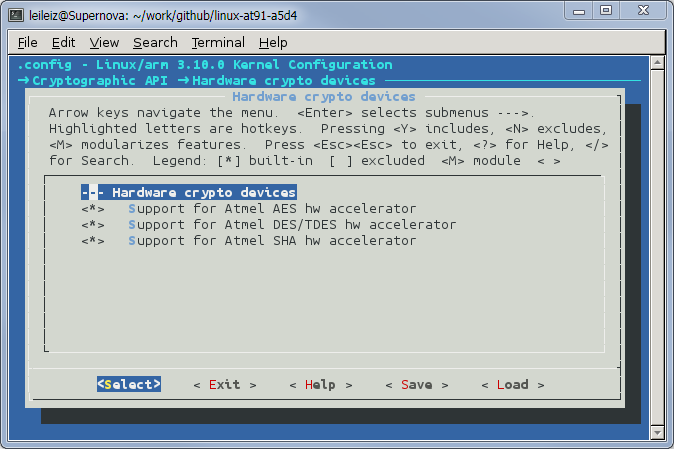 leileiz@Supernova: ~/work/github/linux-at91-a5d4
File Edit View Search Terminal Help
.config - Linux/arm 3.10.0 Kernel Configuration
→Cryptographic API →Hardware crypto devices
Hardware crypto devices
Arrow keys navigate the menu. <Enter> selects submenus --->.
Highlighted letters are hotkeys. Pressing <Y> includes, <N> excludes,
<M> modularizes features. Press <Esc><Esc> to exit, <?> for Help, </>
for Search. Legend: [*] built-in [ ] excluded <M> module < >
--- Hardware crypto devices
<*> Support for Atmel AES hw accelerator
<*> Support for Atmel DES/TDES hw accelerator
<*> Support for Atmel SHA hw accelerator
<Select> < Exit > < Help > < Save > < Load >